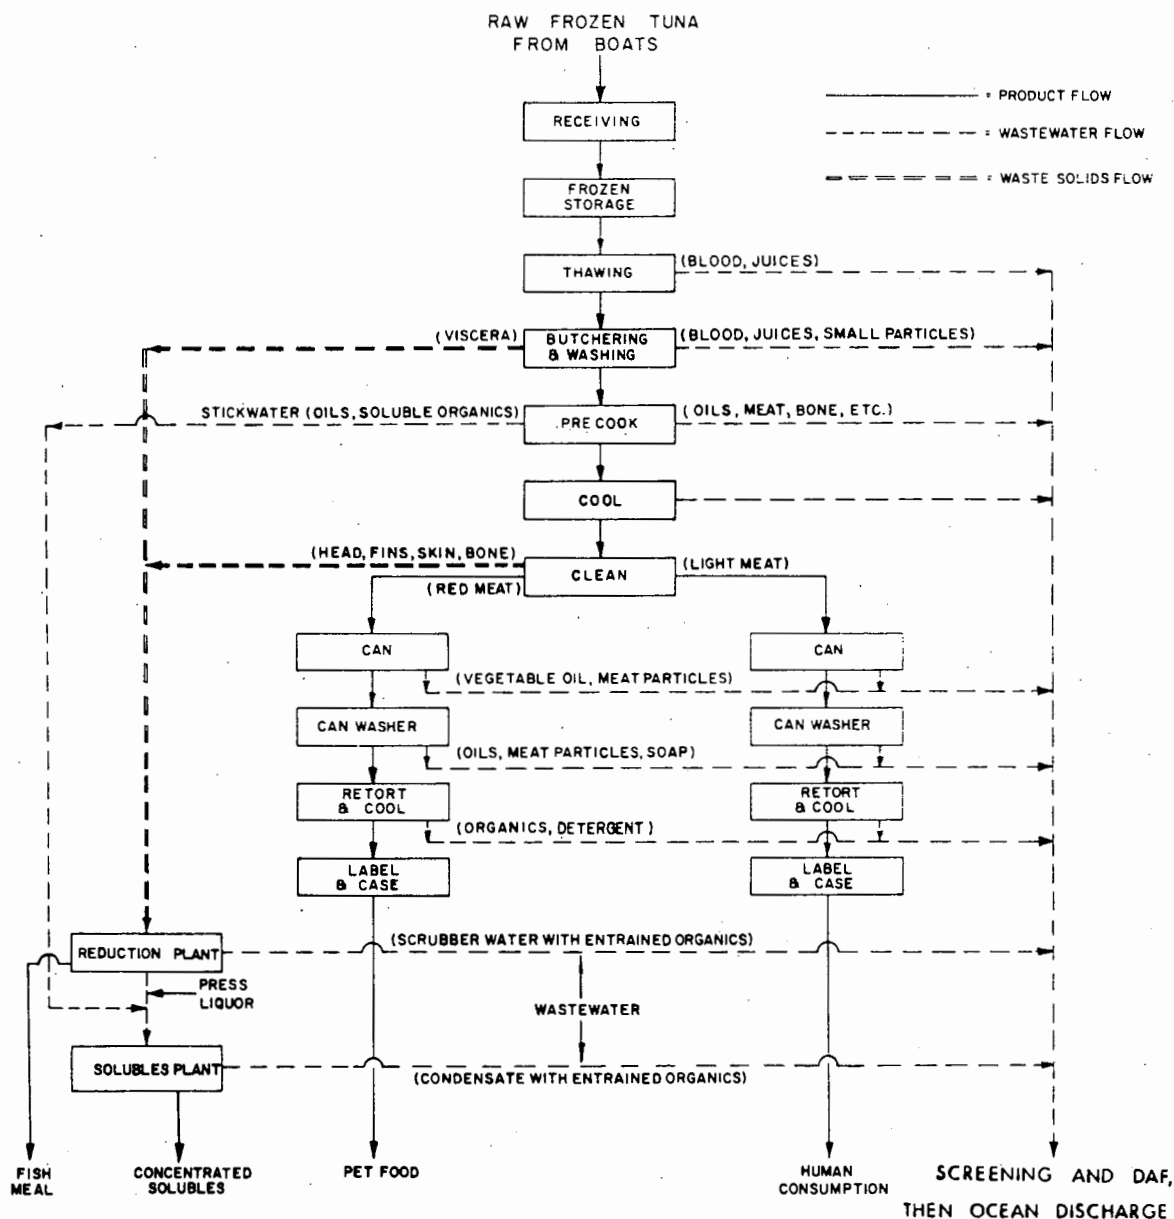 RAW FROZEN TUNA
FROM BOATS
= PRODUCT FLOW
= WASTEWATER FLOW
= WASTE SOLIDS FLOW
RECEIVING
FROZEN
STORAGE
THAWING
(BLOOD, JUICES)
(VISCERA)
BUTCHERING
& WASHING
(BLOOD, JUICES, SMALL PARTICLES)
STICKWATER (OILS, SOLUBLE ORGANICS)
PRE COOK
(OILS, MEAT, BONE, ETC.)
COOL
(HEAD, FINS, SKIN, BONE)
CLEAN
(LIGHT MEAT)
(RED MEAT)
CAN
CAN
(VEGETABLE OIL, MEAT PARTICLES)
CAN WASHER
CAN WASHER
(OILS, MEAT PARTICLES, SOAP)
RETORT
& COOL
RETORT
& COOL
(ORGANICS, DETERGENT)
LABEL
& CASE
LABEL
& CASE
REDUCTION PLANT
(SCRUBBER WATER WITH ENTRAINED ORGANICS)
PRESS
LIQUOR
WASTEWATER
SOLUBLES PLANT
(CONDENSATE WITH ENTRAINED ORGANICS)
FISH
MEAL
CONCENTRATED
SOLUBLES
PET FOOD
HUMAN
CONSUMPTION
SCREENING AND DAF,
THEN OCEAN DISCHARGE